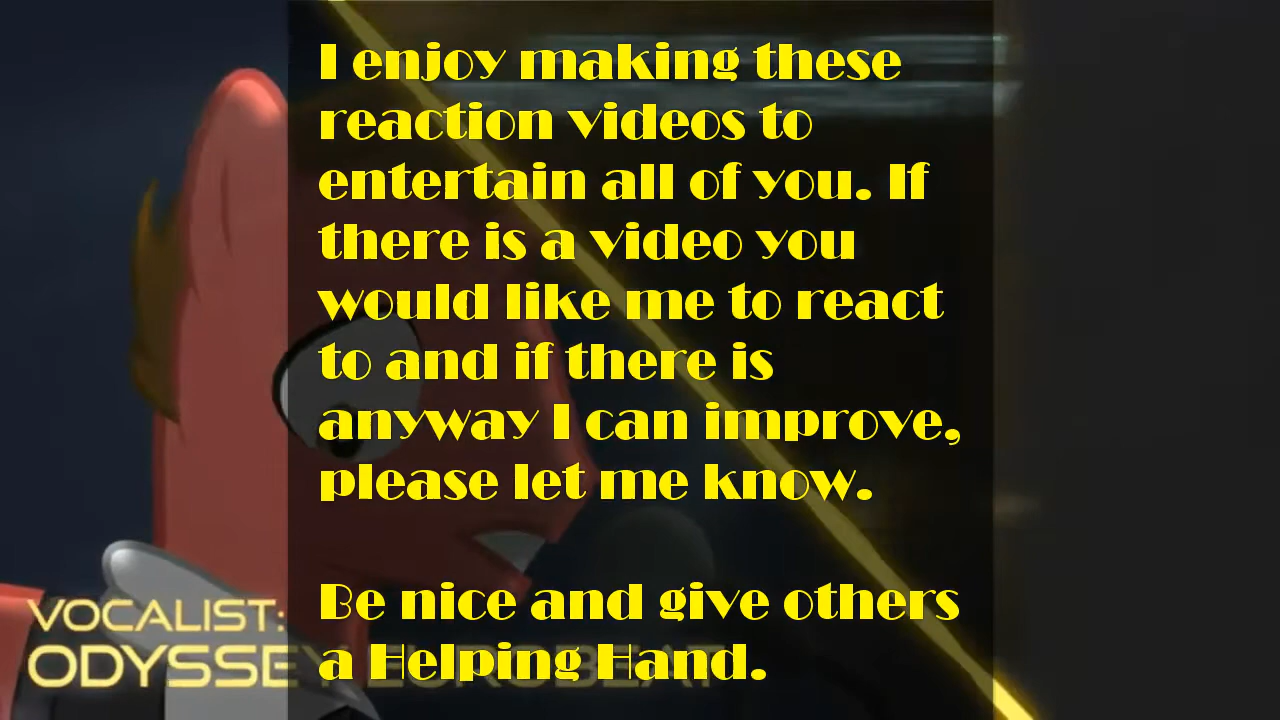 I enjoy making these
reaction videos to
entertain all of you. If
there is a video you
would like me to react
to and if there is
anyway I can improve,
please let me know.
Be nice and give others
a Helping Hand.
VOCALIST:
ODYSSEY EUROBEAT